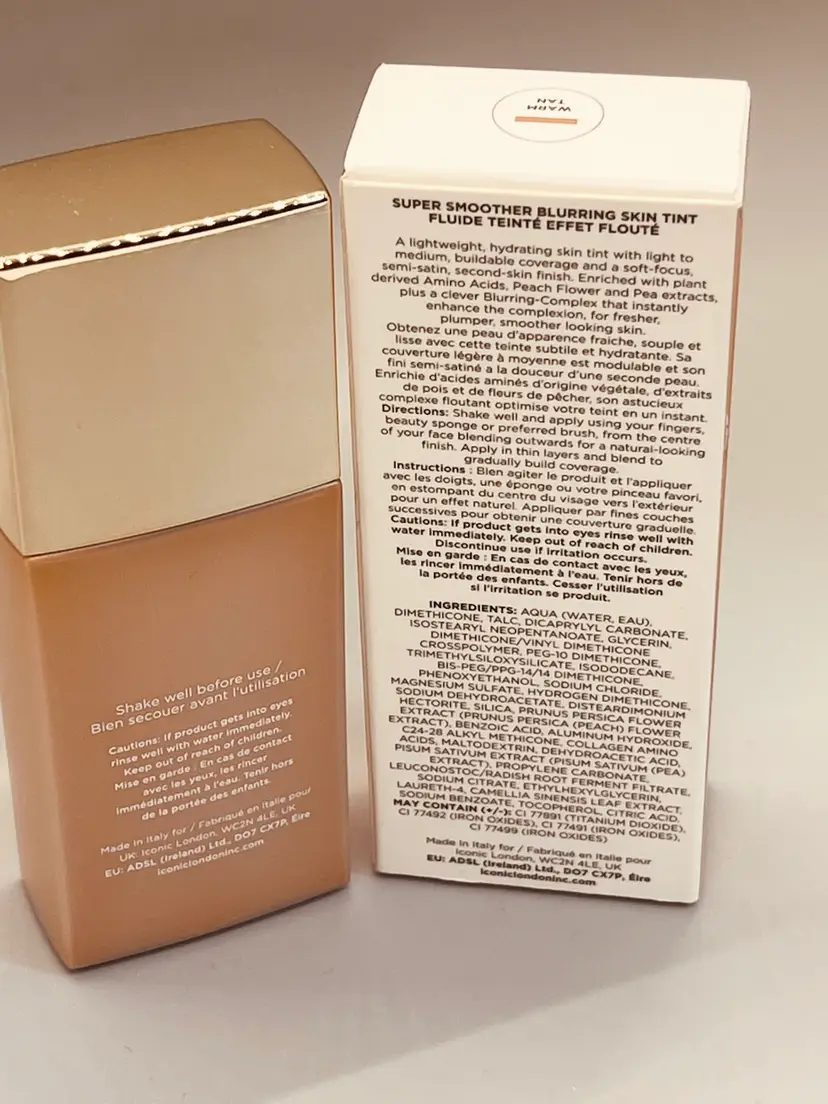 Shake well before use /
Bien secouer avant l'utilisation
Cautions: If product gets into eyes
rinse well with water immediately.
Keep out of reach of children.
Mise en garde : En cas de contact
avec les yeux, les rincer
immédiatement à l'eau. Tenir hors
de la portée des enfants.
Made in Italy for / Fabriqué en Italie pour
UK: Iconic London, WC2N 4LE, UK
EU: ADSL (Ireland) Ltd., DO7 CX7P, Éire
iconiclondoninc.com
WARM
TAN
SUPER SMOOTHER BLURRING SKIN TINT
FLUIDE TEINTÉ EFFET FLOUTÉ
A lightweight, hydrating skin tint with light to
medium, buildable coverage and a soft-focus,
semi-satin, second-skin finish. Enriched with plant
derived Amino Acids, Peach Flower and Pea extracts,
plus a clever Blurring-Complex that instantly
enhance the complexion, for fresher,
plumper, smoother looking skin.
Obtenez une peau d'apparence fraiche, souple et
lisse avec cette teinte subtile et hydratante. Sa
couverture légère à moyenne est modulable et son
fini semi-satiné a la douceur d'une seconde peau.
Enrichie d'acides aminés d'origine végétale, d'extraits
de pois et de fleurs de pêcher, son astucieux
complexe floutant optimise votre teint en un instant.
Directions: Shake well and apply using your fingers,
beauty sponge or preferred brush, from the centre
of your face blending outwards for a natural-looking
finish. Apply in thin layers and blend to
gradually build coverage.
Instructions : Bien agiter le produit et l'appliquer
avec les doigts, une éponge ou votre pinceau favori,
en estompant du centre du visage vers l'extérieur
pour un effet naturel. Appliquer par fines couches
successives pour obtenir une couverture graduelle.
Cautions: If product gets into eyes rinse well with
water immediately. Keep out of reach of children.
Discontinue use if irritation occurs.
Mise en garde : En cas de contact avec les yeux,
les rincer immédiatement à l'eau. Tenir hors de
la portée des enfants. Cesser l'utilisation
si l'irritation se produit.
INGREDIENTS: AQUA (WATER, EAU),
DIMETHICONE, TALC, DICAPRYLYL CARBONATE,
ISOSTEARYL NEOPENTANOATE, GLYCERIN,
DIMETHICONE/VINYL DIMETHICONE
CROSSPOLYMER, PEG-10 DIMETHICONE,
TRIMETHYLSILOXYSILICATE, ISODODECANE,
BIS-PEG/PPG-14/14 DIMETHICONE,
PHENOXYETHANOL, SODIUM CHLORIDE,
MAGNESIUM SULFATE, HYDROGEN DIMETHICONE,
SODIUM DEHYDROACETATE, DISTEARDIMONIUM
HECTORITE, SILICA, PRUNUS PERSICA FLOWER
EXTRACT (PRUNUS PERSICA (PEACH) FLOWER
EXTRACT), BENZOIC ACID, ALUMINUM HYDROXIDE,
C24-28 ALKYL METHICONE, COLLAGEN AMINO
ACIDS, MALTODEXTRIN, DEHYDROACETIC ACID,
PISUM SATIVUM EXTRACT (PISUM SATIVUM (PEA)
EXTRACT), PROPYLENE CARBONATE,
LEUCONOSTOC/RADISH ROOT FERMENT FILTRATE,
SODIUM CITRATE, ETHYLHEXYLGLYCERIN,
LAURETH-4, CAMELLIA SINENSIS LEAF EXTRACT,
SODIUM BENZOATE, TOCOPHEROL, CITRIC ACID.
MAY CONTAIN (+/-): CI 77891 (TITANIUM DIOXIDE),
CI 77492 (IRON OXIDES), CI 77491 (IRON OXIDES),
CI 77499 (IRON OXIDES)
Made in Italy for / Fabriqué en Italie pour
Iconic London, WC2N 4LE, UK
EU: ADSL (Ireland) Ltd., DO7 CX7P, Éire
iconiclondoninc.com